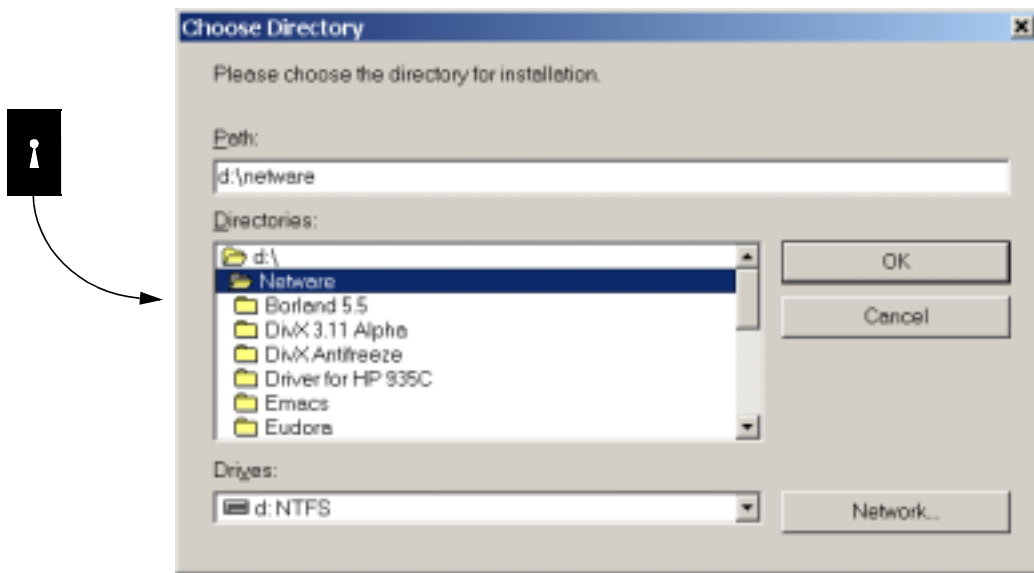 Choose Directory
Please choose the directory for installation.
Path:
d:\netware
Directories:
d:\
Netware
Borland 5.5
DivX 3.11 Alpha
DivX Antifreeze
Driver for HP 935C
Emacs
Eudora
OK
Cancel
Drives:
d: NTFS
Network...